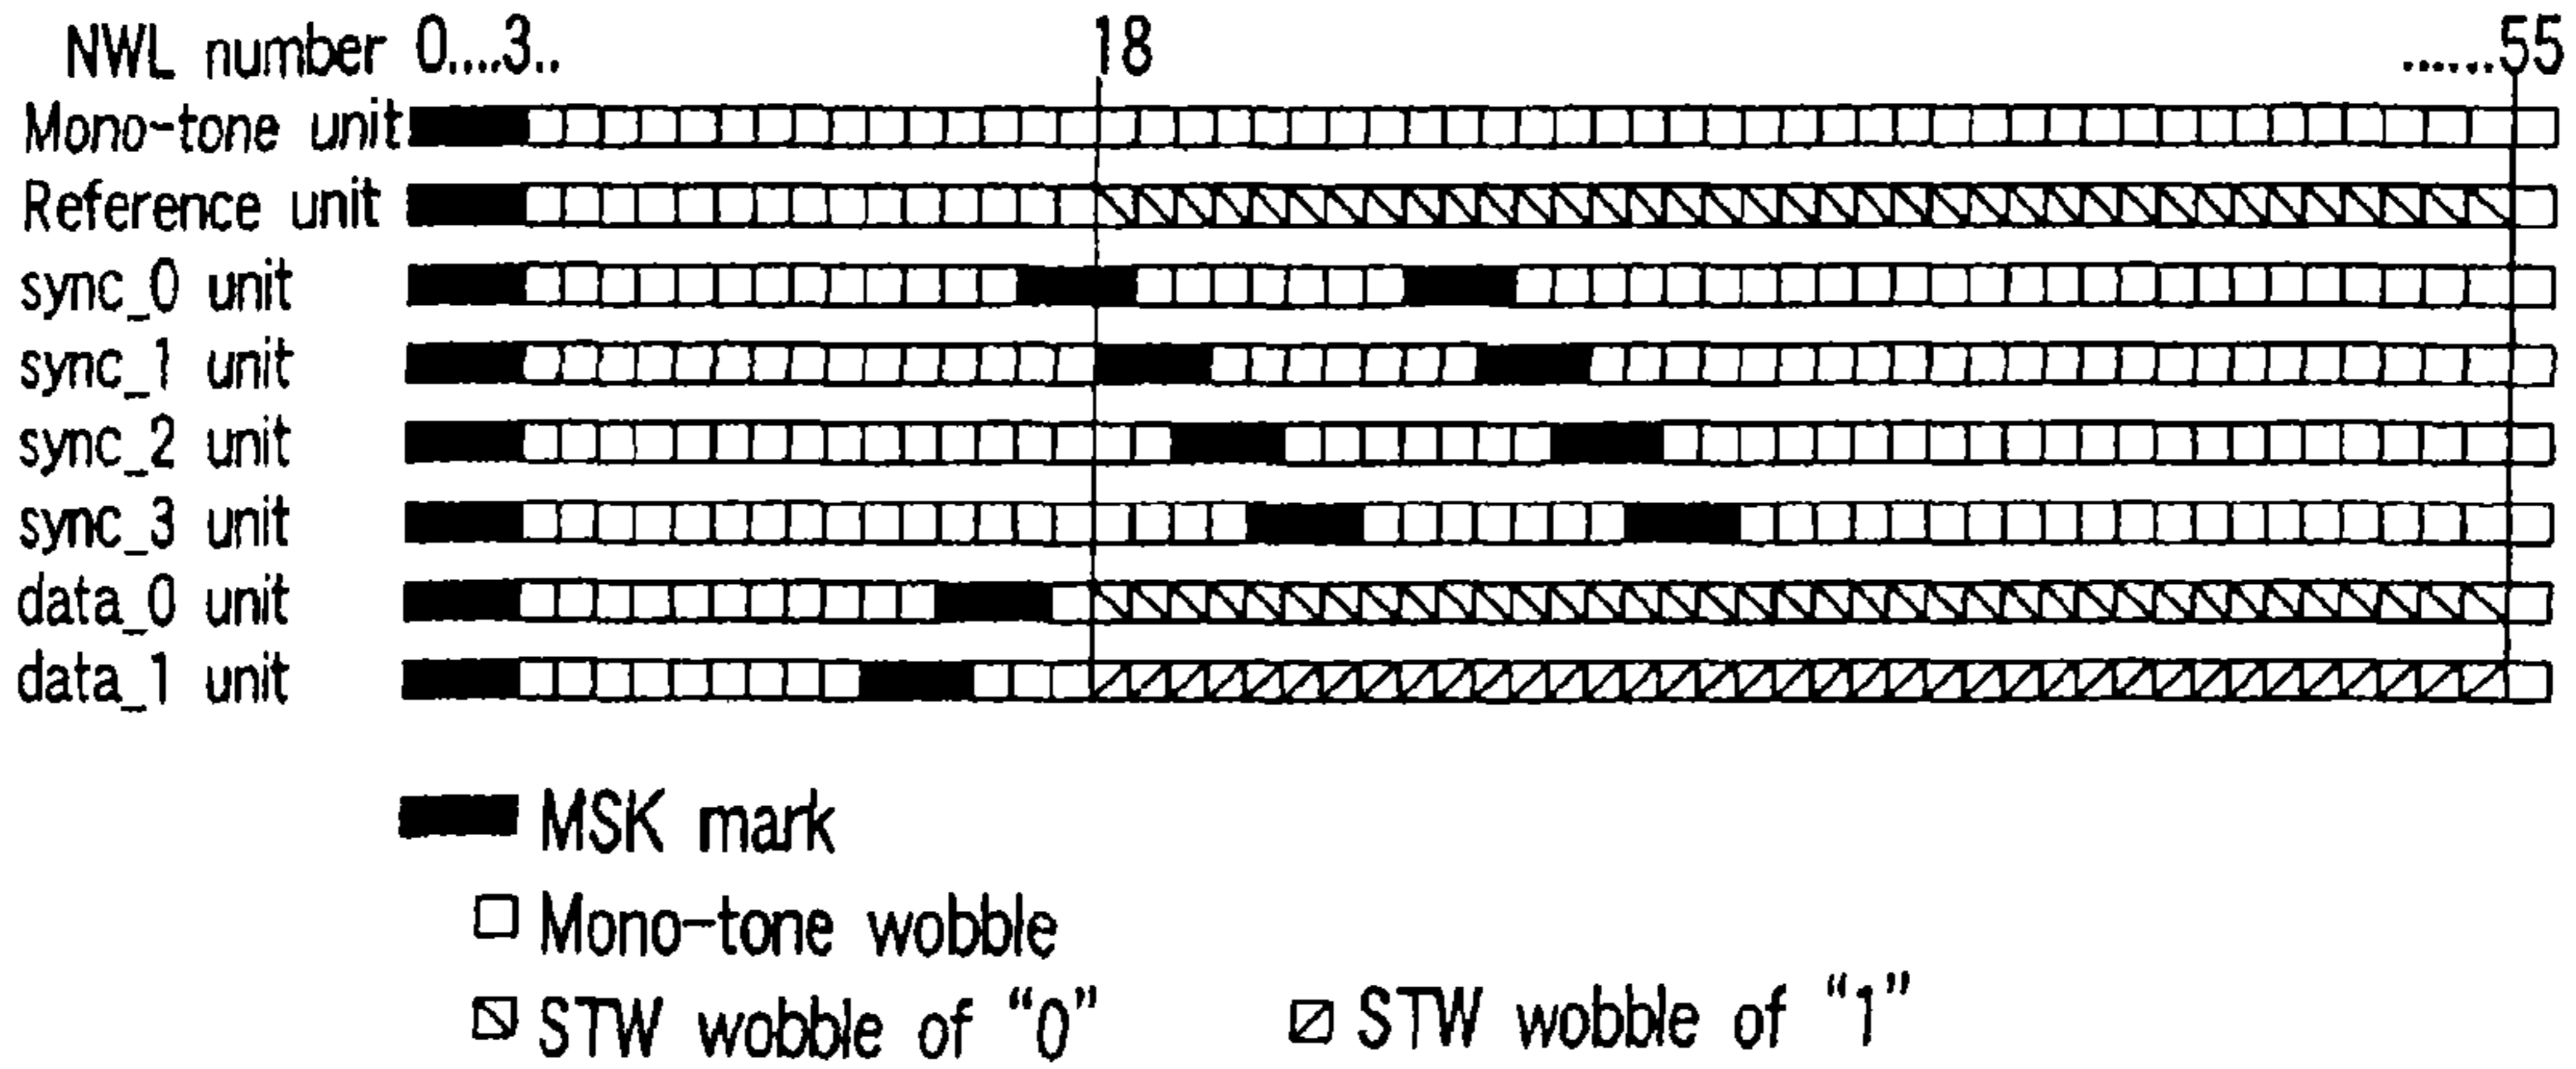 NWL number 0....3.. 18 ......55
Mono-tone unit
Reference unit
sync_0 unit
sync_1 unit
sync_2 unit
sync_3 unit
data_0 unit
data_1 unit
MSK mark
Mono-tone wobble
STW wobble of “0” STW wobble of “1”